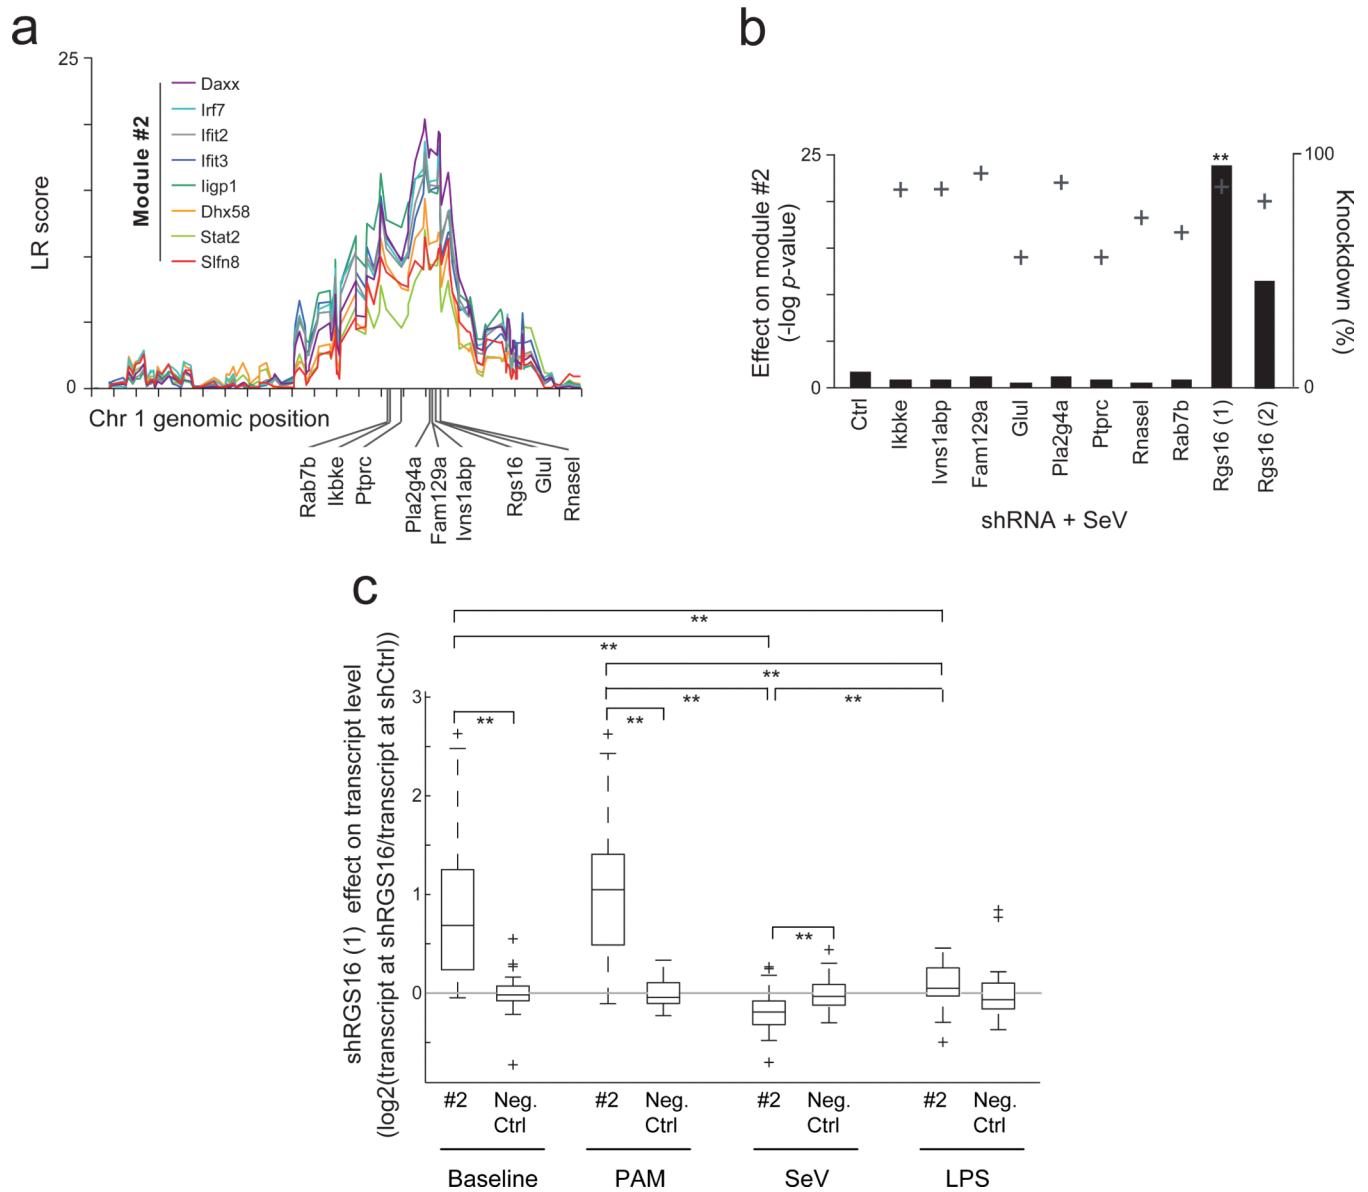 a
25
0
LR score
Module #2
Daxx
Irf7
Ifit2
Ifit3
Iigp1
Dhx58
Stat2
Slfn8
Chr 1 genomic position
Rab7b
Ikbke
Ptprc
Pla2g4a
Fam129a
Ivns1abp
Rgs16
Glul
Rnasel
b
25
0
Effect on module #2
(-log p-value)
**
100
0
Knockdown (%)
Ctrl
Ikbke
Ivns1abp
Fam129a
Glul
Pla2g4a
Ptprc
Rnasel
Rab7b
Rgs16 (1)
Rgs16 (2)
shRNA + SeV
c
**
**
**
** **
** **
**
3
2
1
0
shRGS16 (1) effect on transcript level
(log2(transcript at shRGS16/transcript at shCtrl))
#2 Neg. #2 Neg. #2 Neg. #2 Neg.
Ctrl Ctrl Ctrl Ctrl
Baseline PAM SeV LPS